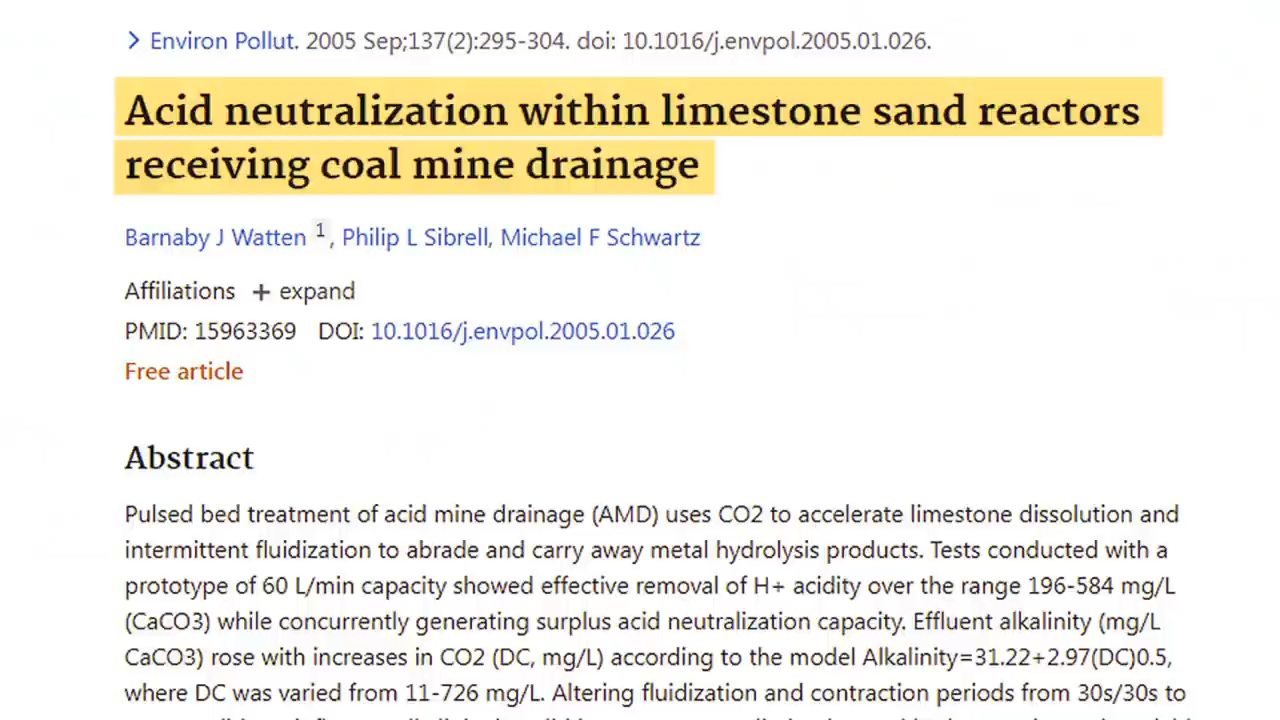 > Environ Pollut. 2005 Sep;137(2):295-304. doi: 10.1016/j.envpol.2005.01.026.
Acid neutralization within limestone sand reactors
receiving coal mine drainage
Barnaby J Watten 1, Philip L Sibrell, Michael F Schwartz
Affiliations + expand
PMID: 15963369 DOI: 10.1016/j.envpol.2005.01.026
Free article
Abstract
Pulsed bed treatment of acid mine drainage (AMD) uses CO2 to accelerate limestone dissolution and
intermittent fluidization to abrade and carry away metal hydrolysis products. Tests conducted with a
prototype of 60 L/min capacity showed effective removal of H+ acidity over the range 196-584 mg/L
(CaCO3) while concurrently generating surplus acid neutralization capacity. Effluent alkalinity (mg/L
CaCO3) rose with increases in CO2 (DC, mg/L) according to the model Alkalinity=31.22+2.97(DC)0.5,
where DC was varied from 11-726 mg/L. Altering fluidization and contraction periods from 30s/30s to